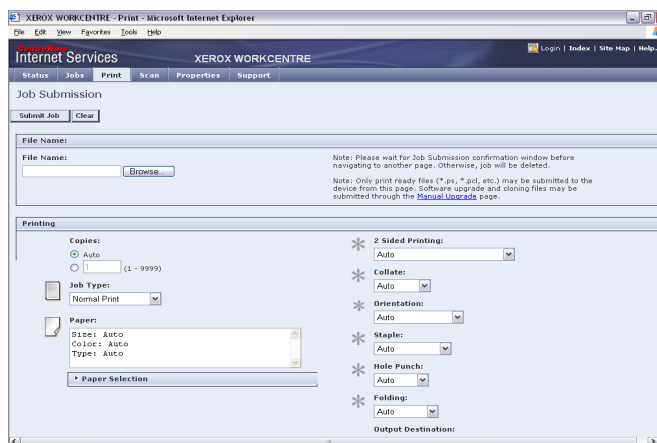 XEROX WORKCENTRE - Print - Microsoft Internet Explorer
File Edit View Favorites Tools Help
CentreWare
Internet Services
XEROX WORKCENTRE
Login | Index | Site Map | Help
Status Jobs Print Scan Properties Support
Job Submission
Submit Job Clear
File Name:
File Name:
Browse...
Note: Please wait for Job Submission confirmation window before
navigating to another page. Otherwise, job will be deleted.
Note: Only print ready files (*.ps, *.pcl, etc.) may be submitted to the
device from this page. Software upgrade and cloning files may be
submitted through the Manual Upgrade page.
Printing
Copies:
Auto
1 (1 - 9999)
Job Type:
Normal Print
Paper:
Size: Auto
Color: Auto
Type: Auto
Paper Selection
2 Sided Printing:
Auto
Collate:
Auto
Orientation:
Auto
Staple:
Auto
Hole Punch:
Auto
Folding:
Auto
Output Destination: